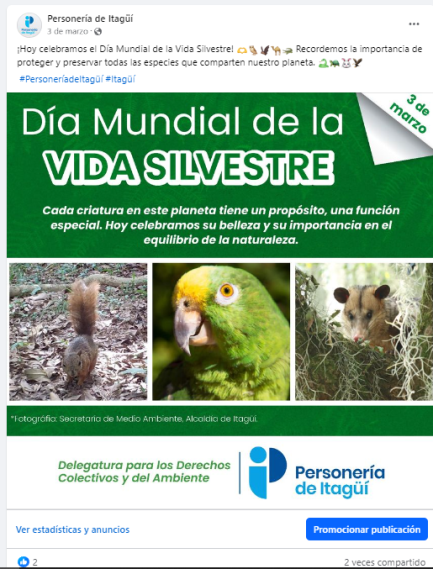 Personería de Itagüí
3 de marzo
¡Hoy celebramos el Día Mundial de la Vida Silvestre! Recordemos la importancia de
proteger y preservar todas las especies que comparten nuestro planeta.
#PersoneríadeItagüí #Itagüí
3 de
marzo
Día Mundial de la
VIDA SILVESTRE
Cada criatura en este planeta tiene un propósito, una función
especial. Hoy celebramos su belleza y su importancia en el
equilibrio de la naturaleza.
*Fotografía: Secretaria de Medio Ambiente, Alcaldía de Itagüí.
Delegatura para los Derechos
Colectivos y del Ambiente
Personería
de Itagüí
Ver estadísticas y anuncios
Promocionar publicación
2
2 veces compartido